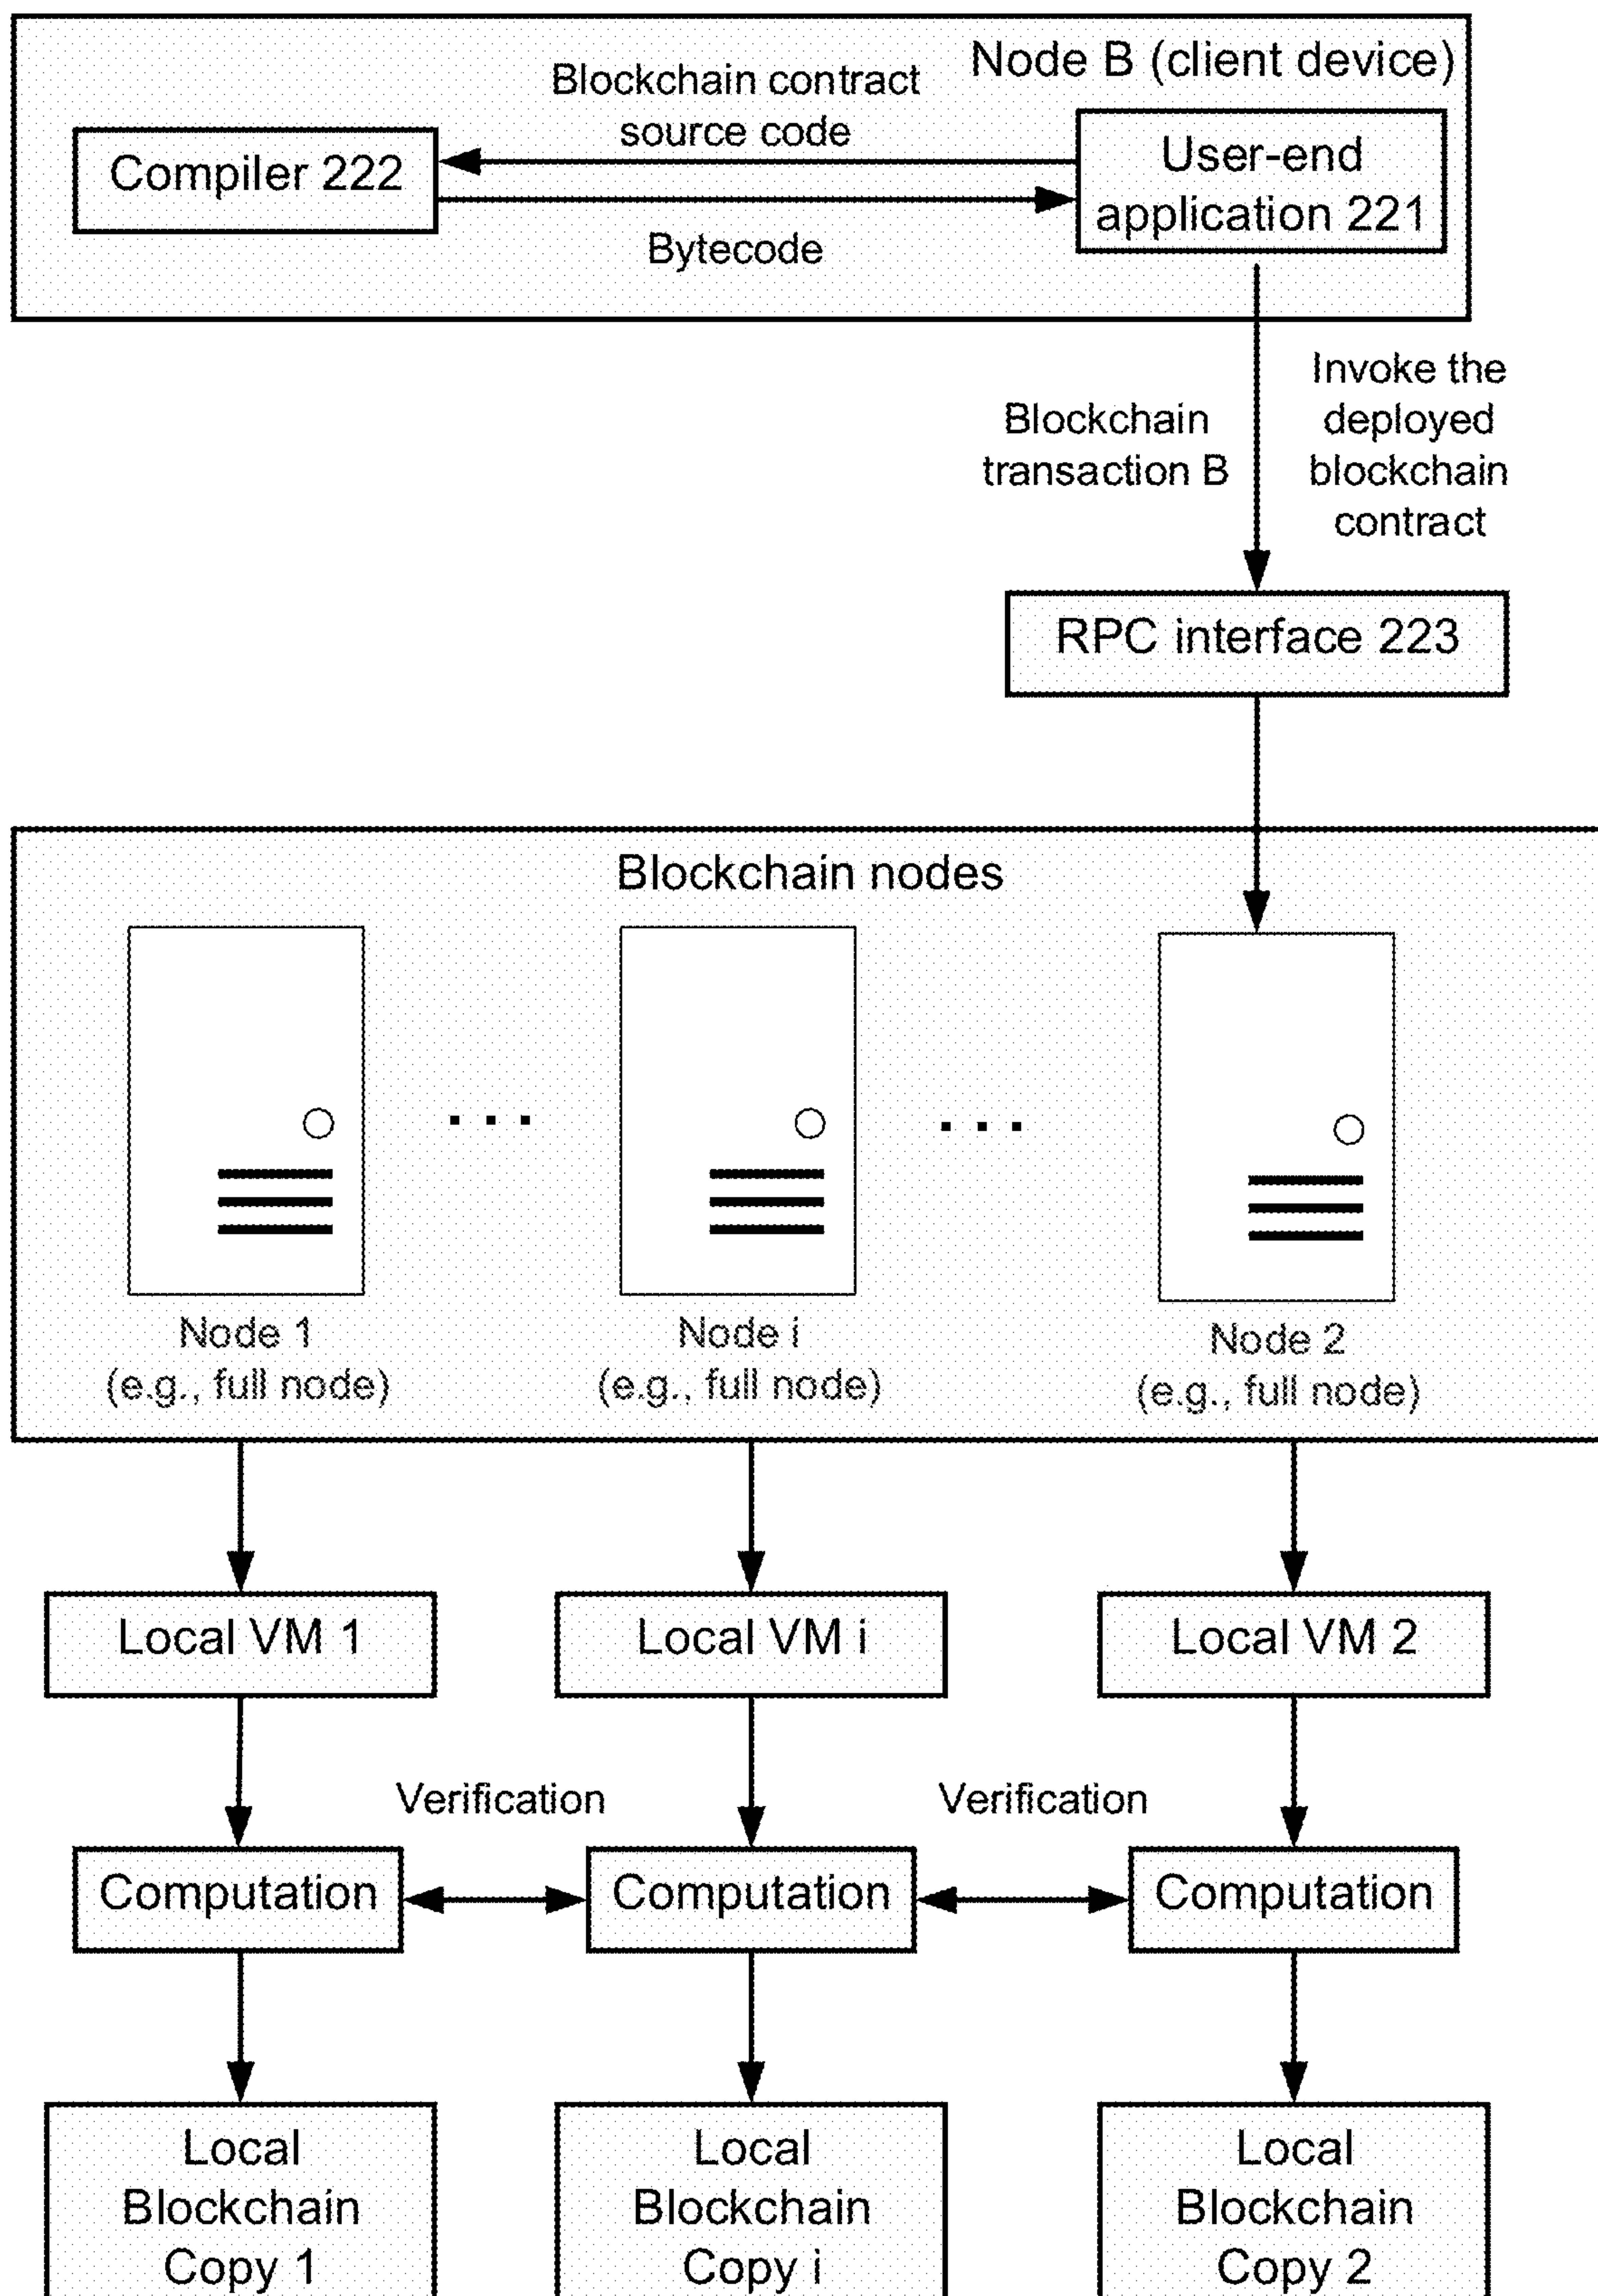 Node B (client device)
Blockchain contract
source code
Compiler 222
User-end
application 221
Bytecode
Blockchain
transaction B
Invoke the
deployed
blockchain
contract
RPC interface 223
Blockchain nodes
Node 1
(e.g., full node)
Node i
(e.g., full node)
Node 2
(e.g., full node)
Local VM 1
Local VM i
Local VM 2
Verification
Verification
Computation
Computation
Computation
Local
Blockchain
Copy 1
Local
Blockchain
Copy i
Local
Blockchain
Copy 2